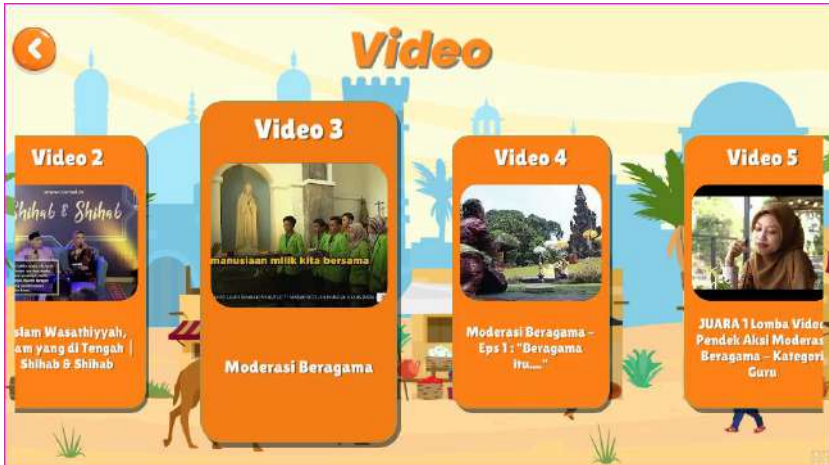 Video
Video 2
Shihab & Shihab
slam Wasathiyyah,
am yang di Tengah |
Shihab & Shihab
Video 3
manusiaan milik kita bersama
Moderasi Beragama
Video 4
Moderasi Beragama –
Eps 1 : "Beragama
itu...."
Video 5
JUARA 1 Lomba Video
Pendek Aksi Moderas
Beragama – Kategori
Guru